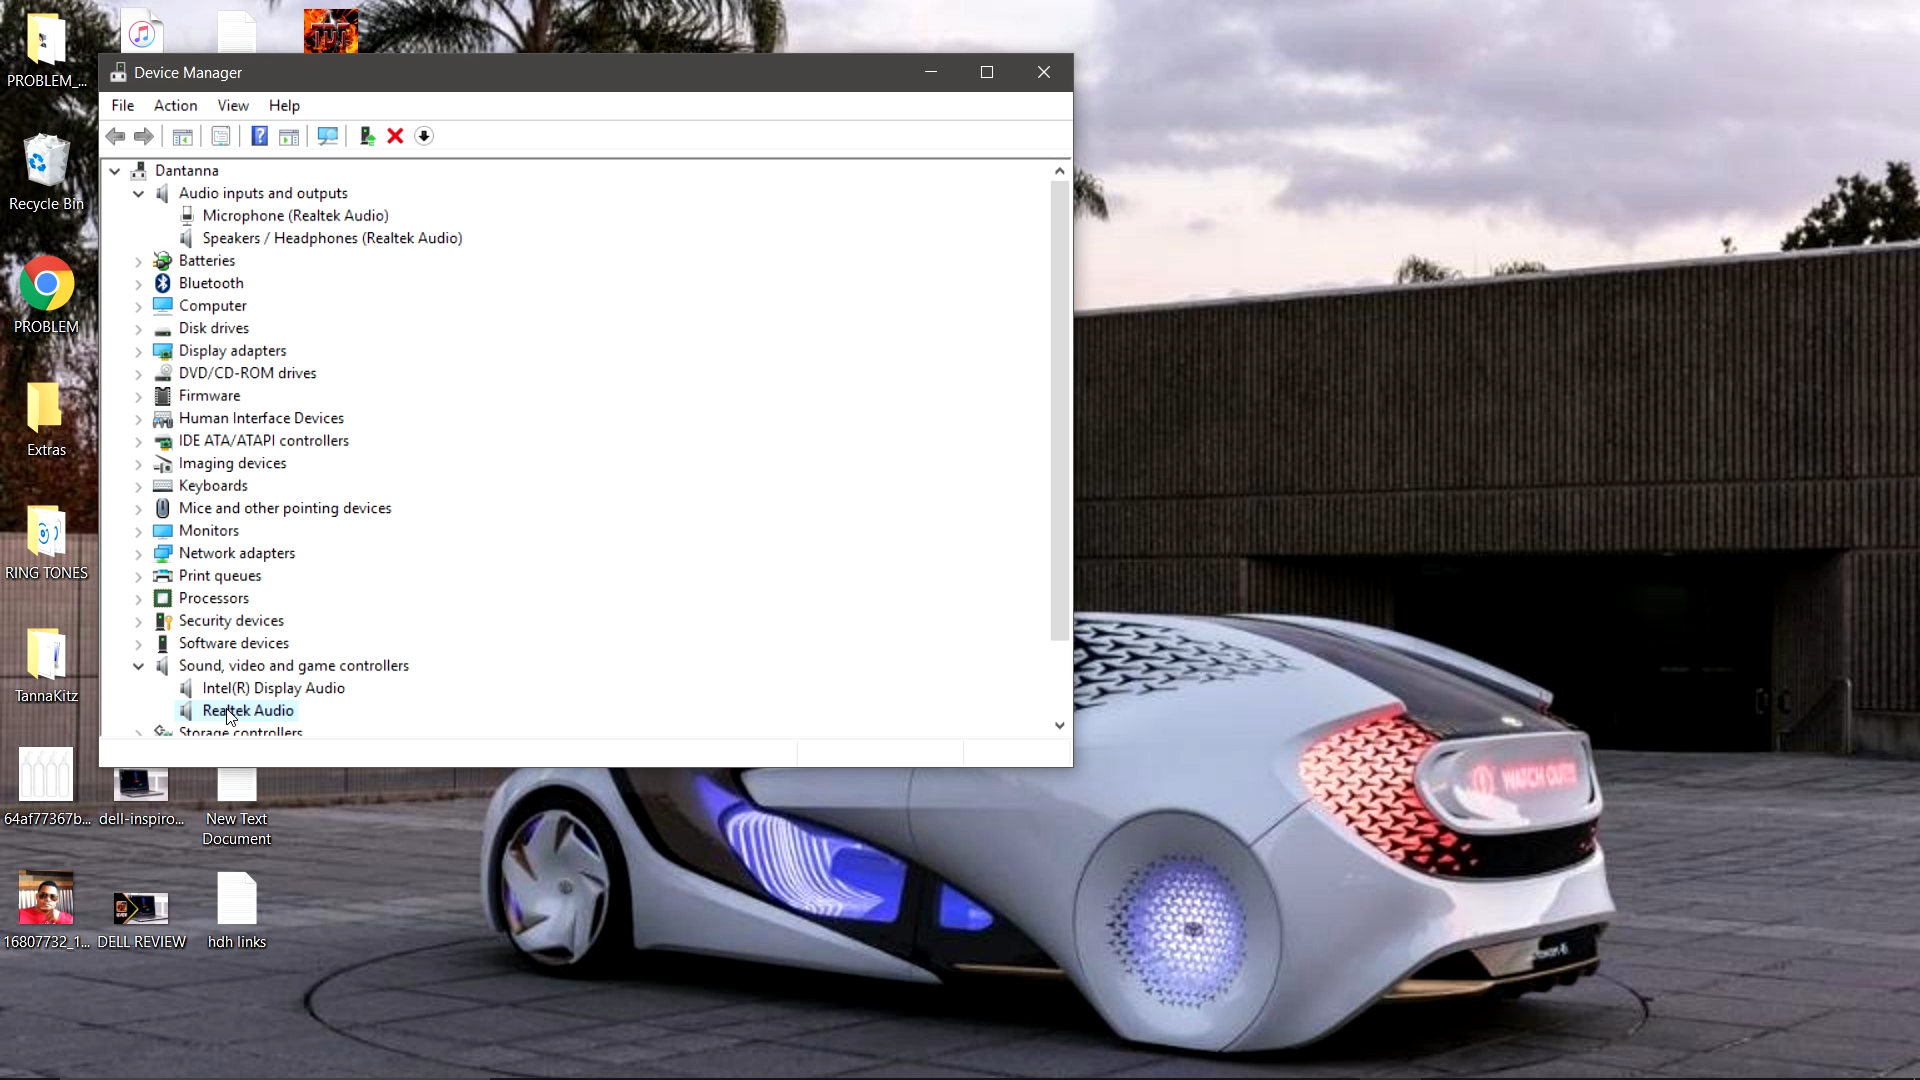 PROBLEM_...
Recycle Bin
PROBLEM
Extras
RING TONES
TannaKitz
64af77367b...
dell-inspiro...
New Text
Document
16807732_1...
DELL REVIEW
hdh links
Device Manager
File Action View Help
Dantanna
Audio inputs and outputs
Microphone (Realtek Audio)
Speakers / Headphones (Realtek Audio)
Batteries
Bluetooth
Computer
Disk drives
Display adapters
DVD/CD-ROM drives
Firmware
Human Interface Devices
IDE ATA/ATAPI controllers
Imaging devices
Keyboards
Mice and other pointing devices
Monitors
Network adapters
Print queues
Processors
Security devices
Software devices
Sound, video and game controllers
Intel(R) Display Audio
Realtek Audio
Storage controllers
WATCH OUT!